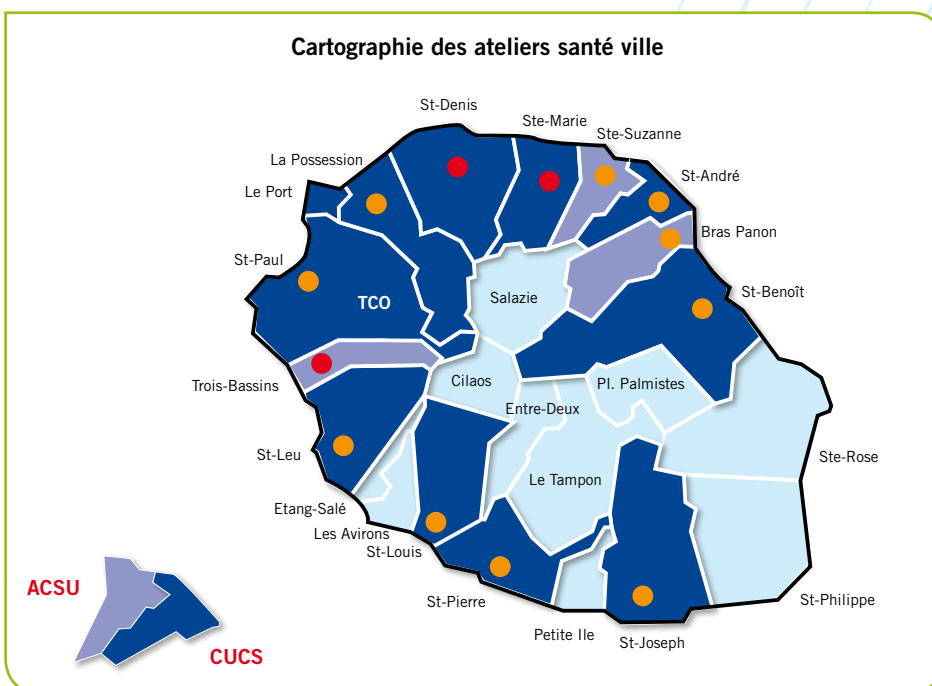 Cartographie des ateliers santé ville
St-Denis
Ste-Marie
Ste-Suzanne
La Possession
St-André
Le Port
Bras Panon
St-Paul
St-Benoît
Salazie
TCO
Trois-Bassins
Cilaos
Pl. Palmistes
Entre-Deux
St-Leu
Ste-Rose
Le Tampon
Etang-Salé
Les Avirons
St-Louis
ACSU
St-Pierre
St-Philippe
Petite Ile
St-Joseph
CUCS